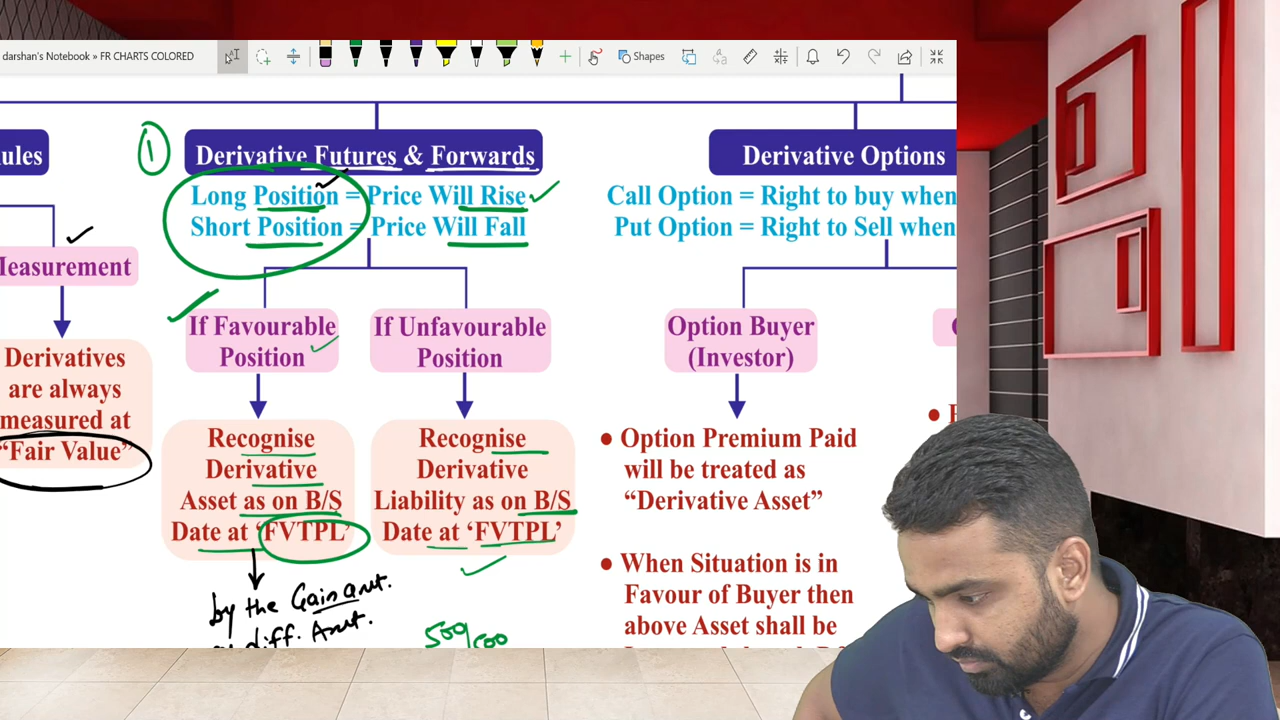 darshan's Notebook » FR CHARTS COLORED
Shapes
Derivative Futures & Forwards
Long Position = Price Will Rise
Short Position = Price Will Fall
If Favourable
Position
If Unfavourable
Position
Recognise
Derivative
Asset as on B/S
Date at 'FVTPL'
Recognise
Derivative
Liability as on B/S
Date at 'FVTPL'
by the Gain amt.
diff. Amt.
Derivative Options
Call Option = Right to buy when
Put Option = Right to Sell when
Option Buyer
(Investor)
• Option Premium Paid
will be treated as
"Derivative Asset"
• When Situation is in
Favour of Buyer then
above Asset shall be
Measurement
Derivatives
are always
measured at
"Fair Value"
1